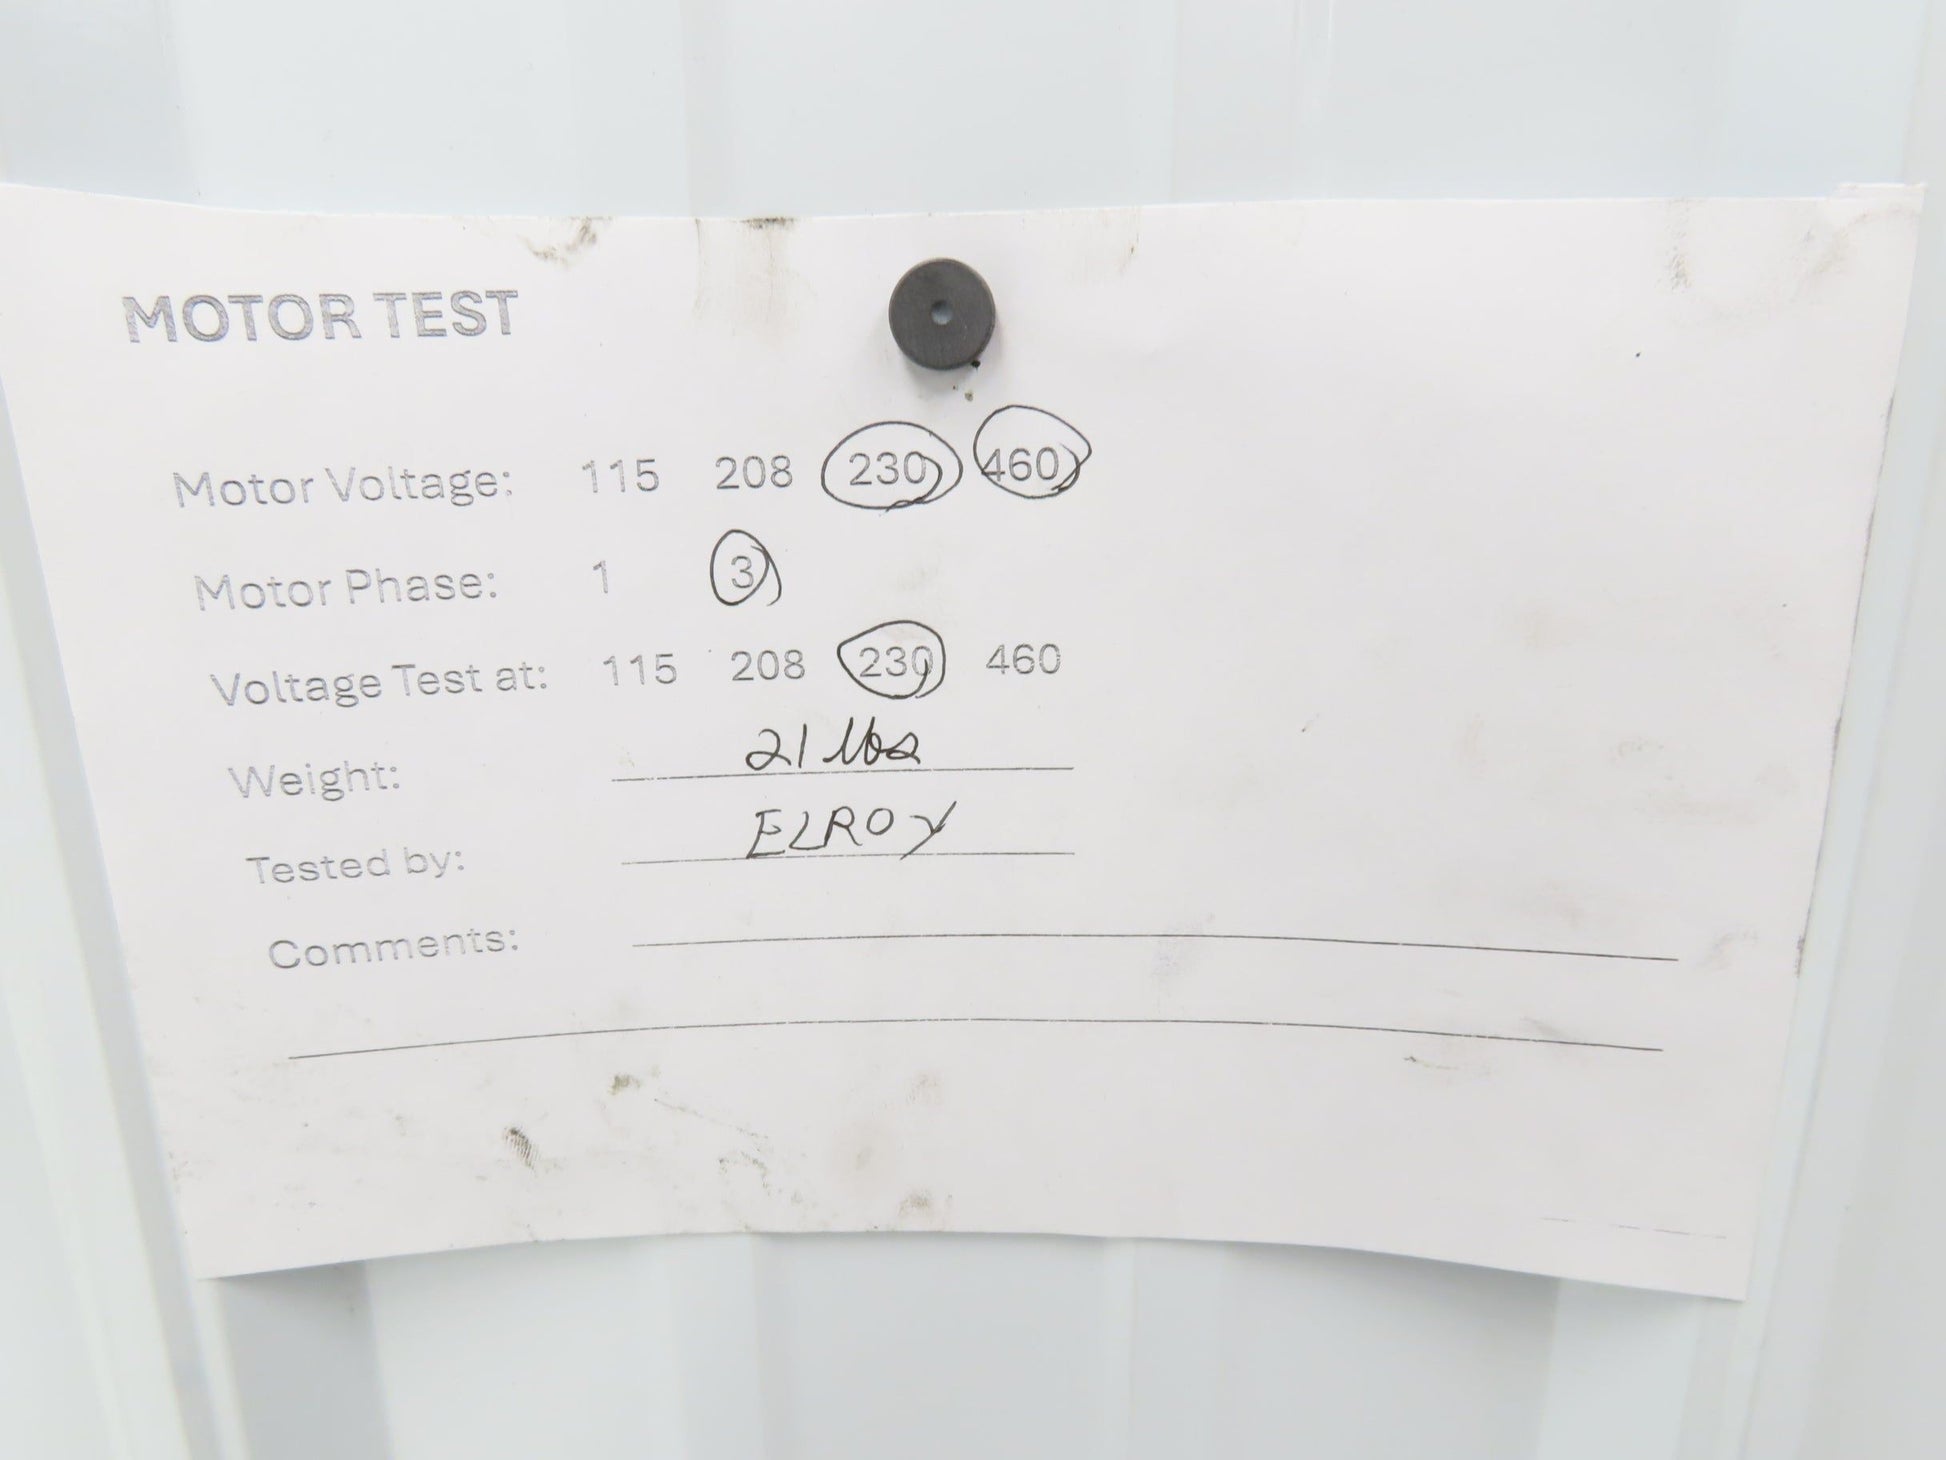 MOTOR TEST
Motor Voltage: 115 208 230 460
Motor Phase: 1 3
Voltage Test at: 115 208 230 460
Weight: 21 lbs
Tested by: ELROY
Comments: